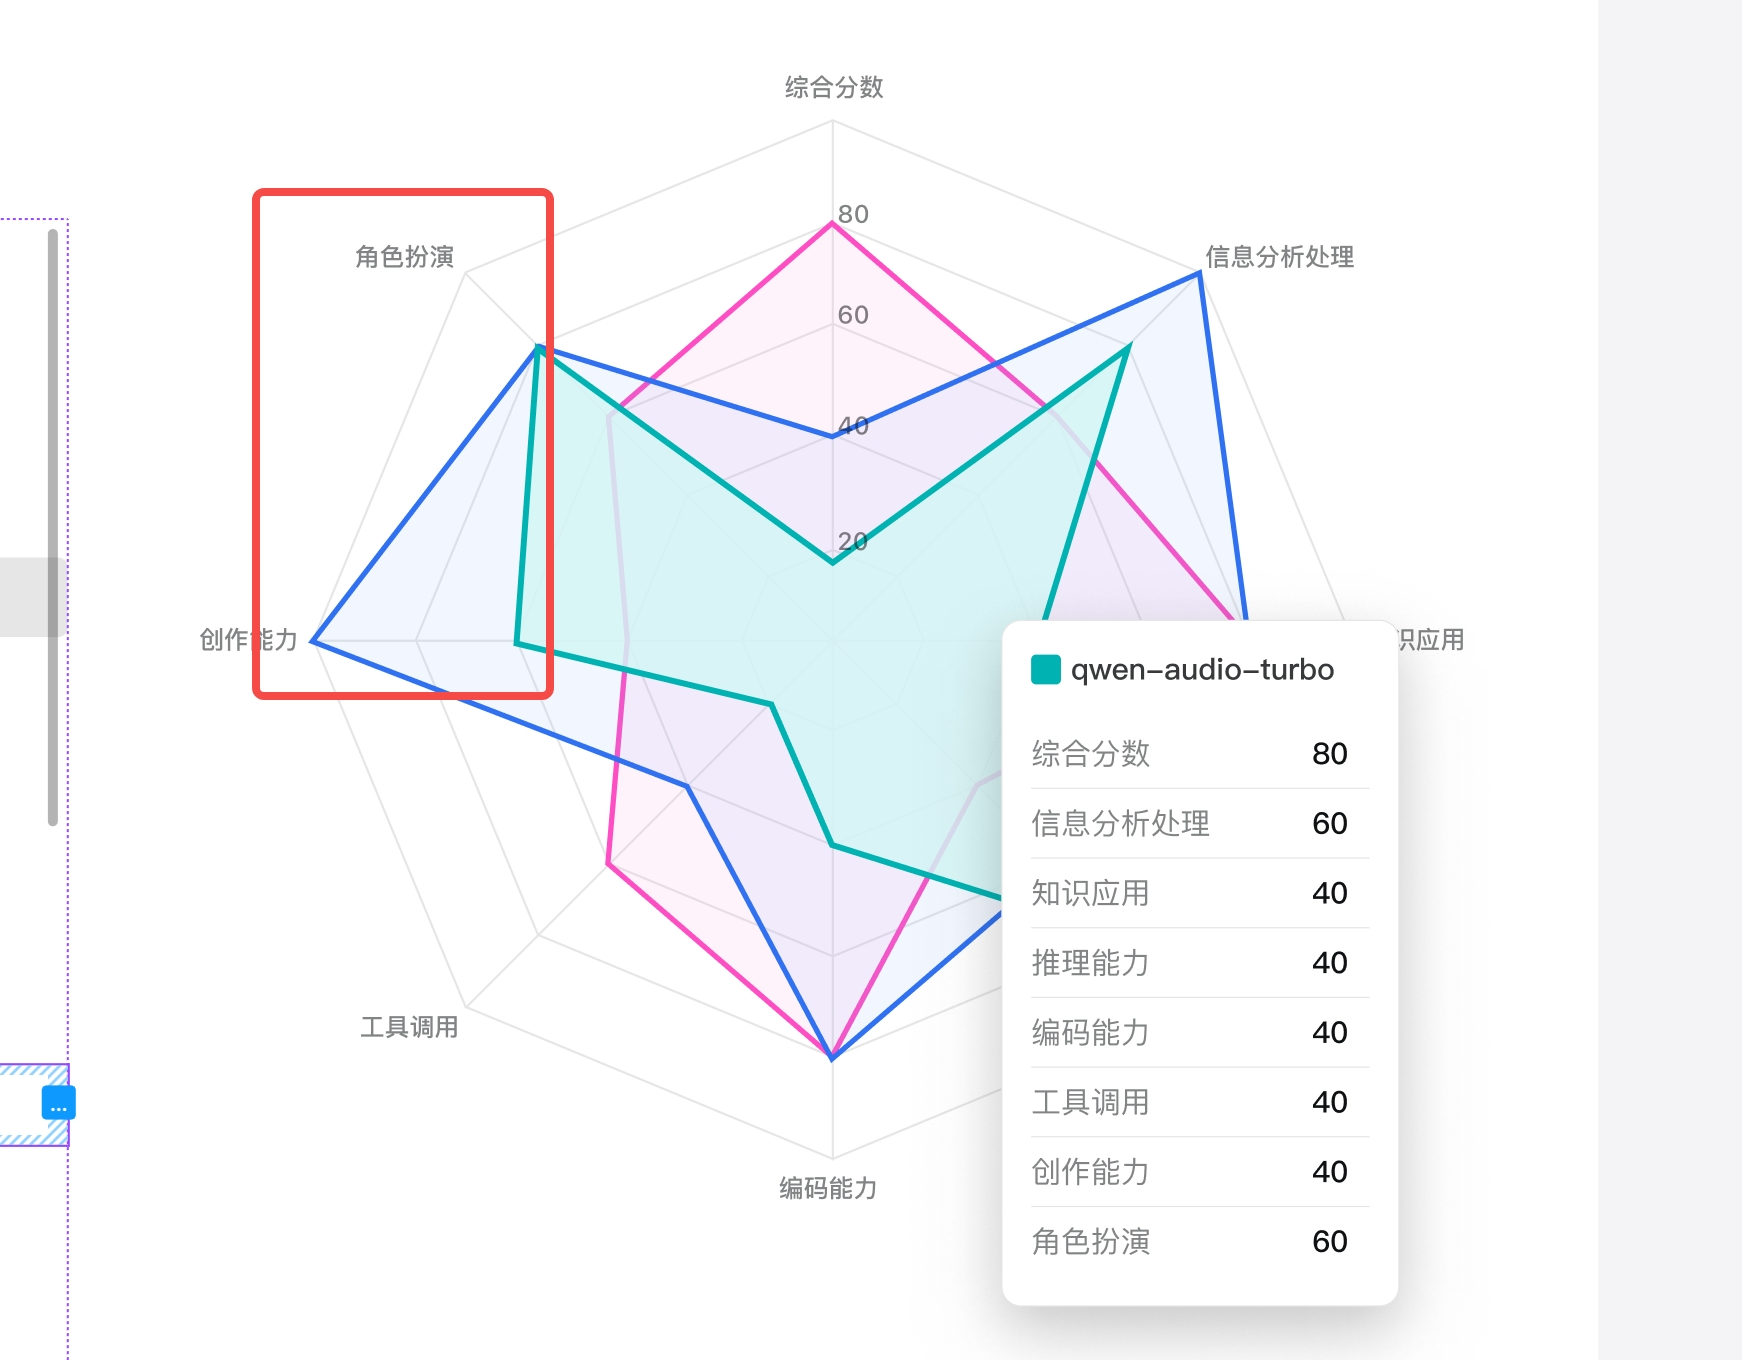 综合分数
80
角色扮演
信息分析处理
60
40
20
创作能力
识应用
qwen-audio-turbo
综合分数 80
信息分析处理 60
知识应用 40
推理能力 40
编码能力 40
工具调用 40
创作能力 40
角色扮演 60
工具调用
编码能力
...